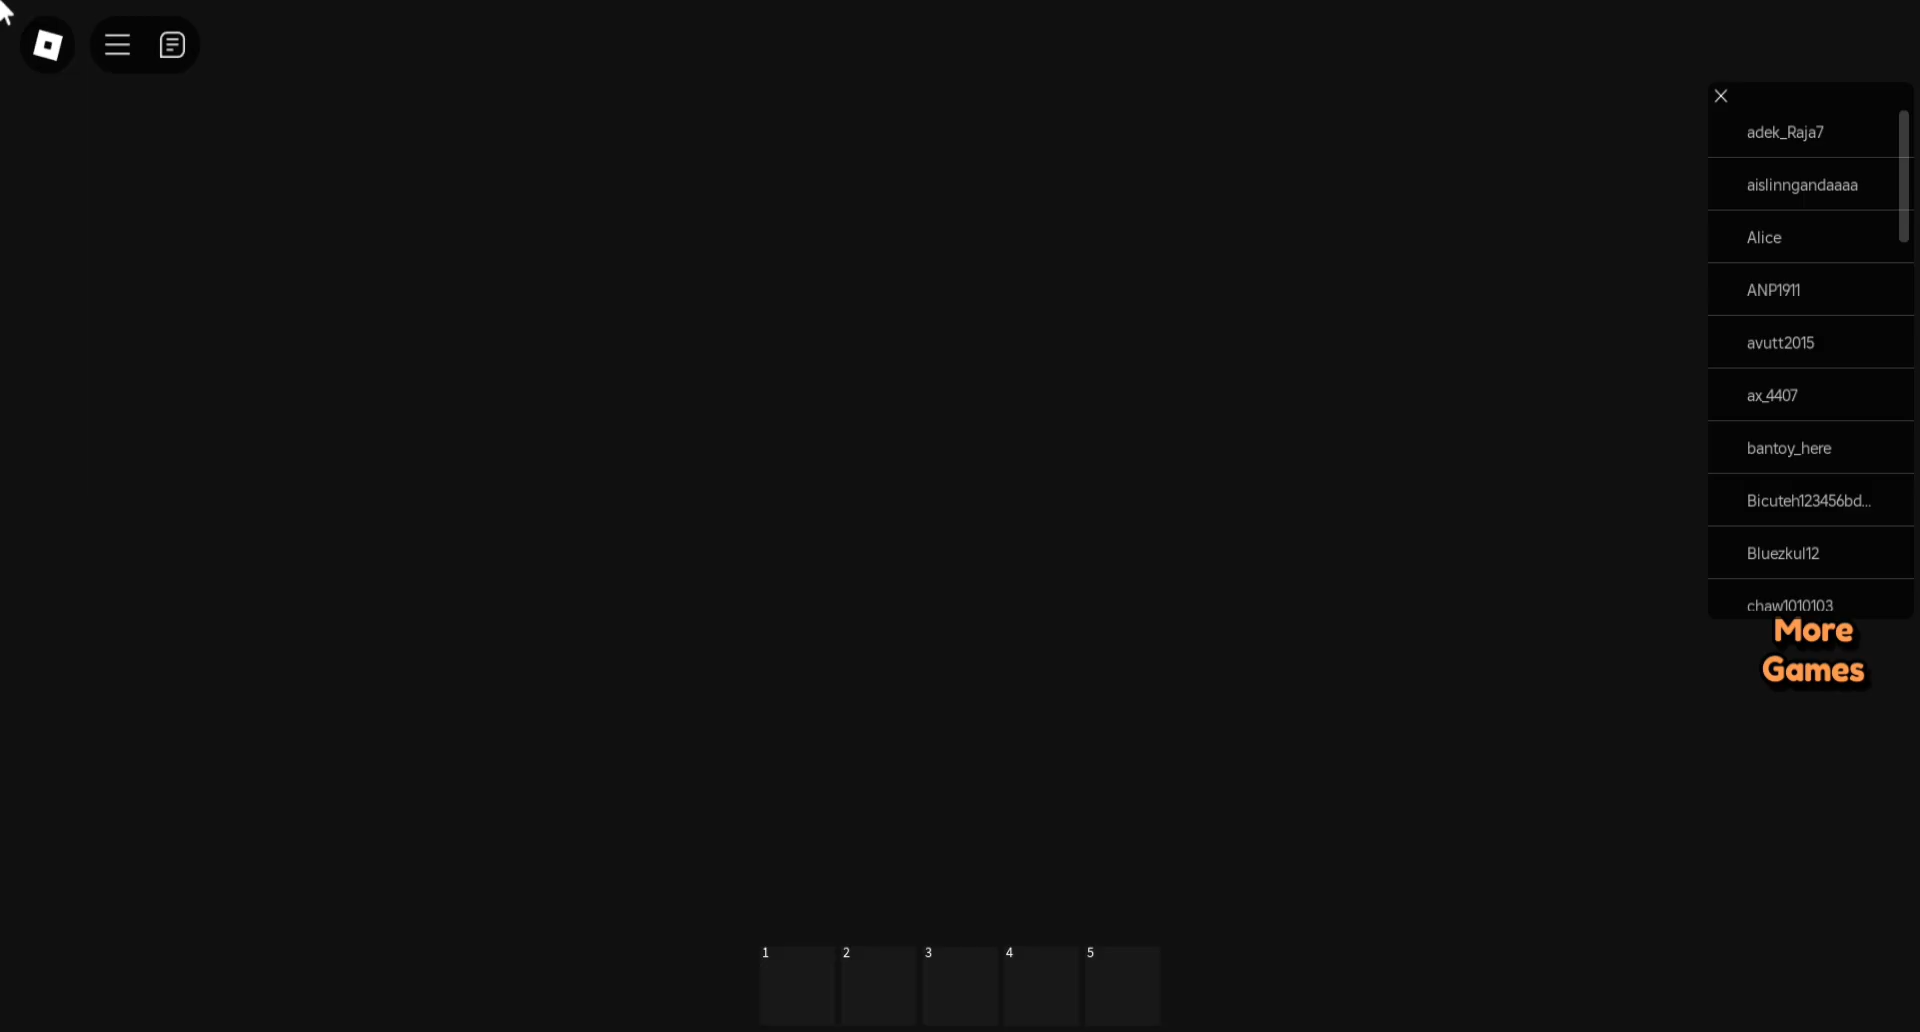 adek_Raja7
aislinngandaaaa
Alice
ANP1911
avutt2015
ax_4407
bantoy_here
Bicuteh123456bd...
Bluezkul12
chaw1010103
More
Games
1 2 3 4 5